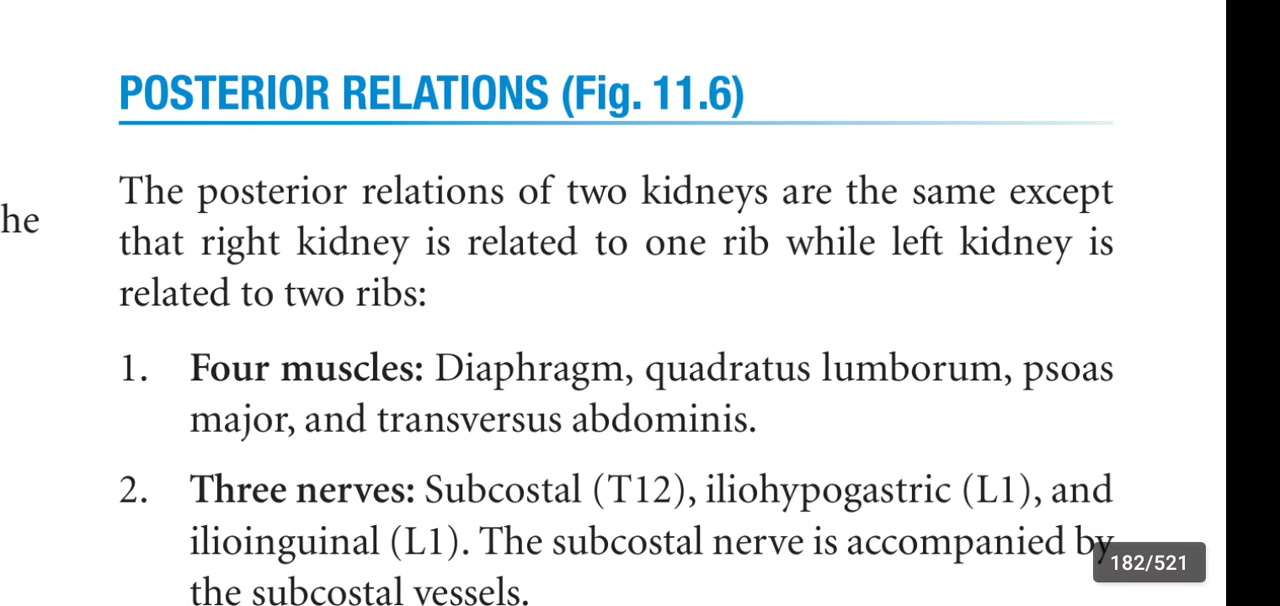 POSTERIOR RELATIONS (Fig. 11.6)
he
The posterior relations of two kidneys are the same except
that right kidney is related to one rib while left kidney is
related to two ribs:
1. Four muscles: Diaphragm, quadratus lumborum, psoas
major, and transversus abdominis.
2. Three nerves: Subcostal (T12), iliohypogastric (L1), and
ilioinguinal (L1). The subcostal nerve is accompanied by
182/521
the subcostal vessels.